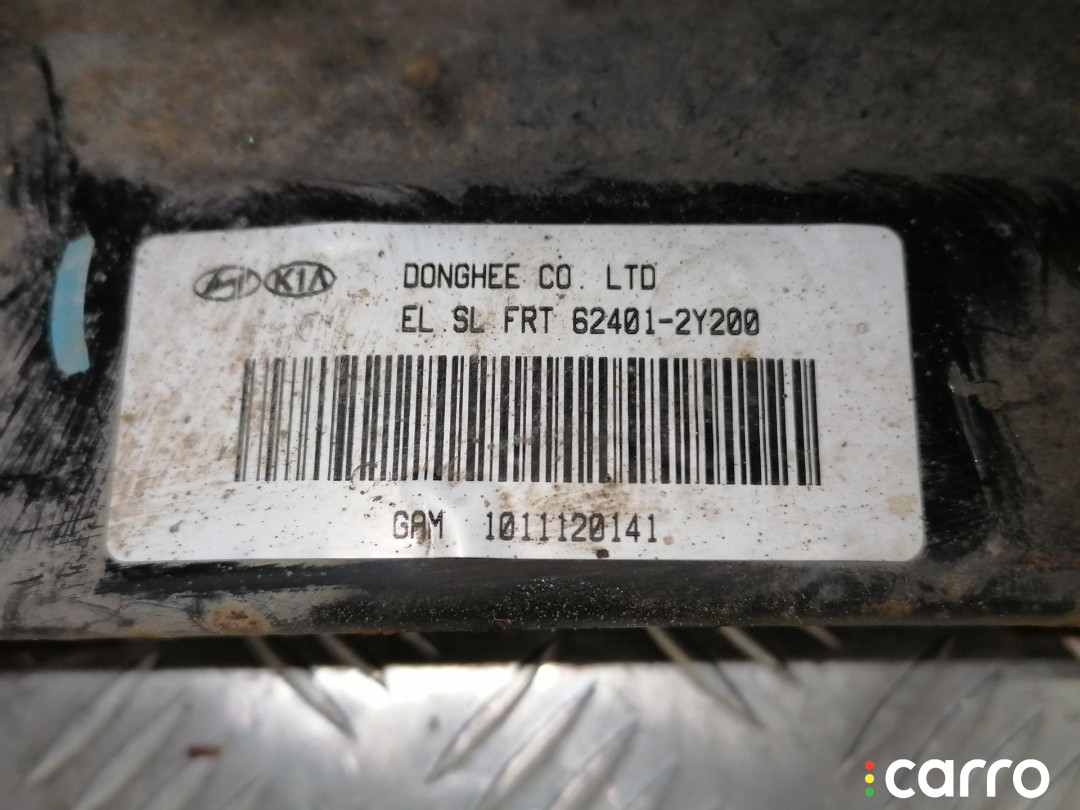 KIA DONGHEE CO. LTD
EL SL FRT 62401-2Y200
GAM 1011120141
carro